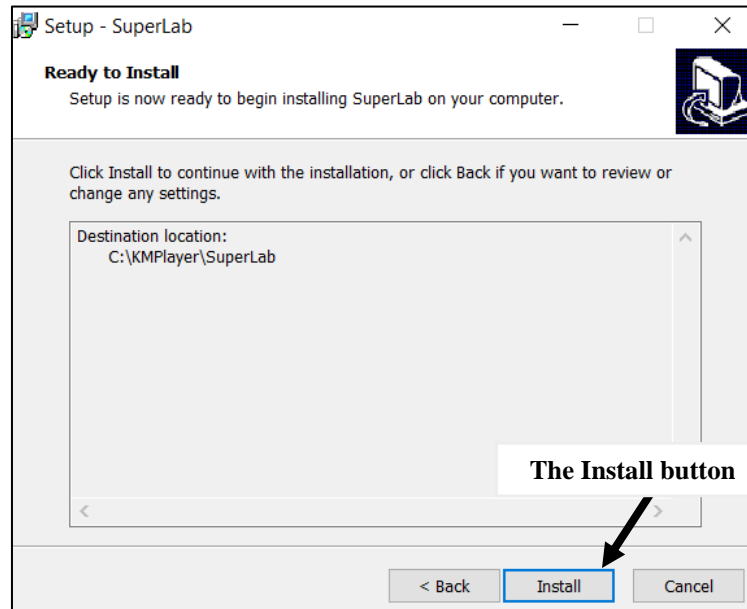 Setup - SuperLab
Ready to Install
Setup is now ready to begin installing SuperLab on your computer.
Click Install to continue with the installation, or click Back if you want to review or
change any settings.
Destination location:
C:\KMPlayer\SuperLab
The Install button
< Back Install Cancel